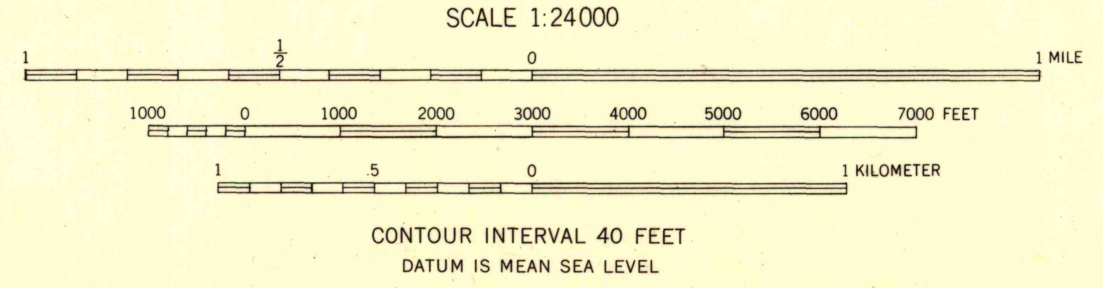 SCALE 1:24000
1 1/2 0 1 MILE
1000 0 1000 2000 3000 4000 5000 6000 7000 FEET
1 .5 0 1 KILOMETER
CONTOUR INTERVAL 40 FEET
DATUM IS MEAN SEA LEVEL